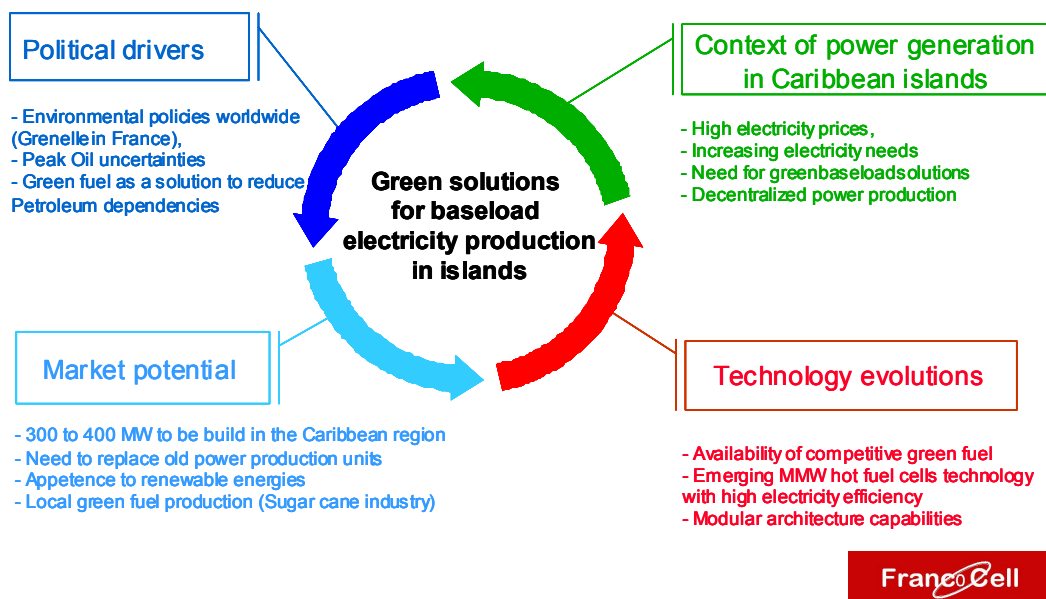 Political drivers
- Environmental policies worldwide
(Grenelle in France),
- Peak Oil uncertainties
- Green fuel as a solution to reduce
Petroleum dependencies
Context of power generation
in Caribbean islands
- High electricity prices,
- Increasing electricity needs
- Need for green baseload solutions
- Decentralized power production
Green solutions
for baseload
electricity production
in islands
Market potential
- 300 to 400 MW to be build in the Caribbean region
- Need to replace old power production units
- Appetence to renewable energies
- Local green fuel production (Sugar cane industry)
Technology evolutions
- Availability of competitive green fuel
- Emerging MMW hot fuel cells technology
with high electricity efficiency
- Modular architecture capabilities
Franco Cell